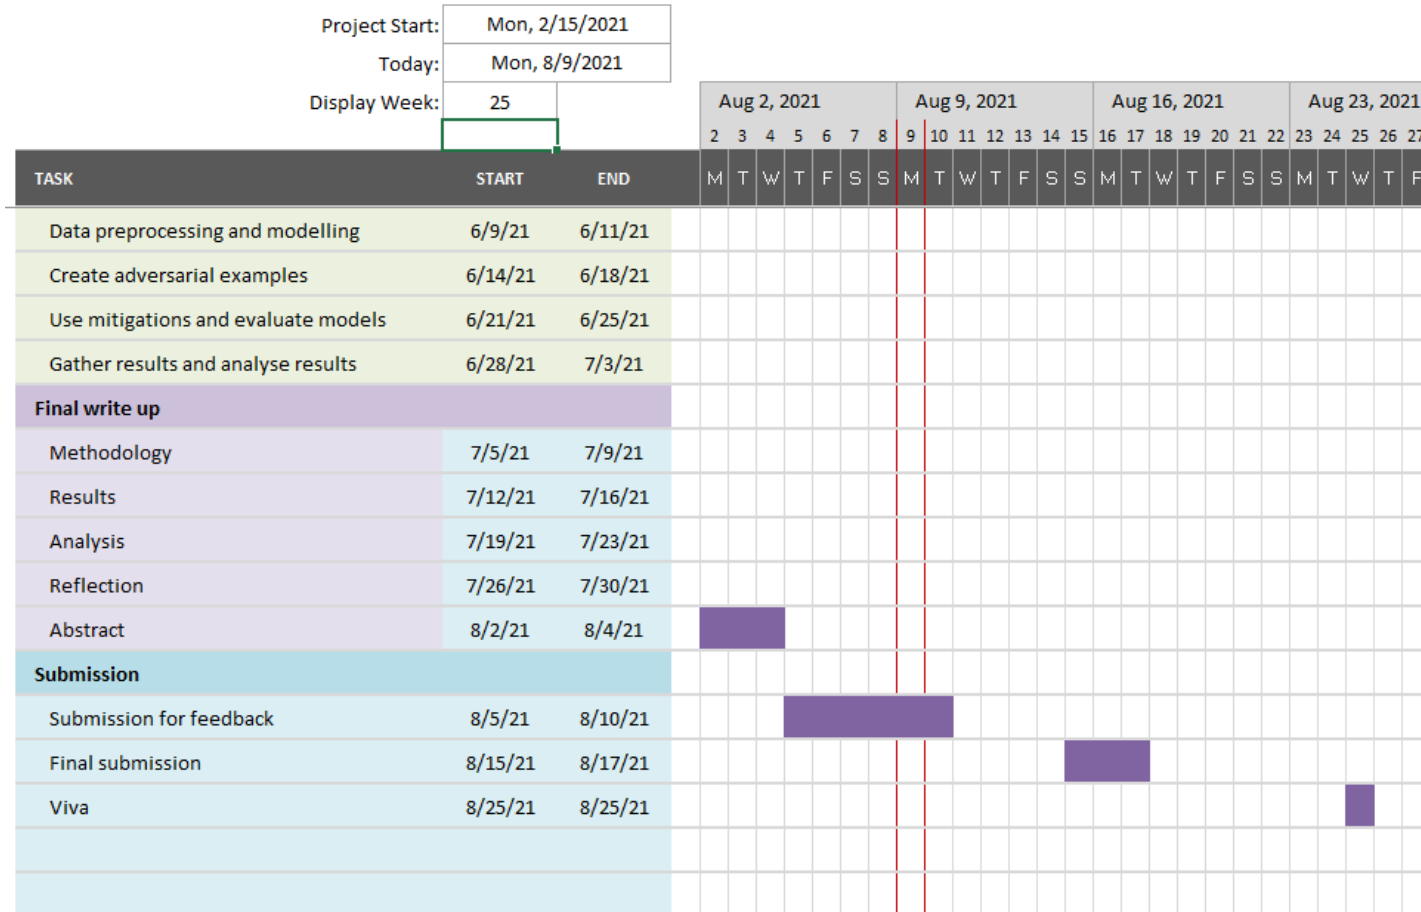 Project Start: Mon, 2/15/2021
Today: Mon, 8/9/2021
Display Week: 25 Aug 2, 2021 Aug 9, 2021 Aug 16, 2021 Aug 23, 2021
2 3 4 5 6 7 8 9 10 11 12 13 14 15 16 17 18 19 20 21 22 23 24 25 26 27
TASK START END M T W T F S S M T W T F S S M T W T F S S M T W T F
Data preprocessing and modelling 6/9/21 6/11/21
Create adversarial examples 6/14/21 6/18/21
Use mitigations and evaluate models 6/21/21 6/25/21
Gather results and analyse results 6/28/21 7/3/21
Final write up
Methodology 7/5/21 7/9/21
Results 7/12/21 7/16/21
Analysis 7/19/21 7/23/21
Reflection 7/26/21 7/30/21
Abstract 8/2/21 8/4/21
Submission
Submission for feedback 8/5/21 8/10/21
Final submission 8/15/21 8/17/21
Viva 8/25/21 8/25/21